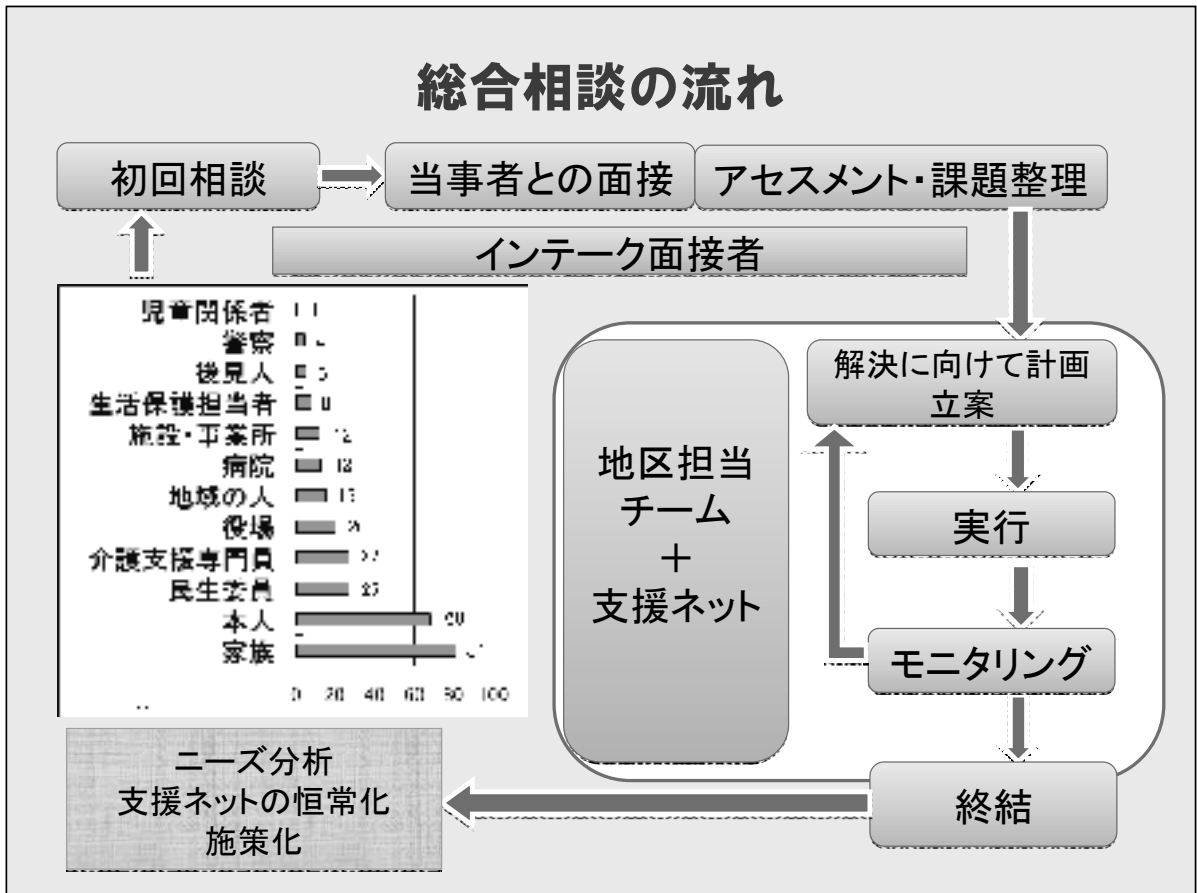 総合相談の流れ
初回相談
当事者との面接
アセスメント・課題整理
インテーク面接者
児童関係者
警察
後見人
生活保護担当者
施設・事業所
病院
地域の人
役場
介護支援専門員
民生委員
本人
家族
0 20 40 60 80 100
地区担当
チーム
+
支援ネット
解決に向けて計画
立案
実行
モニタリング
終結
ニーズ分析
支援ネットの恒常化
施策化